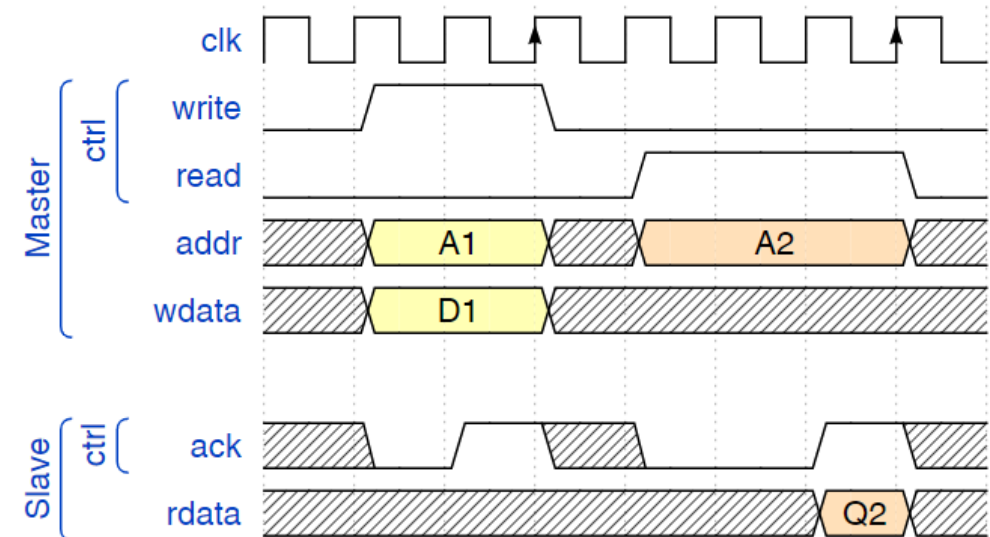 clk
Master
ctrl
write
read
addr A1 A2
wdata D1
Slave
ctrl
ack
rdata Q2